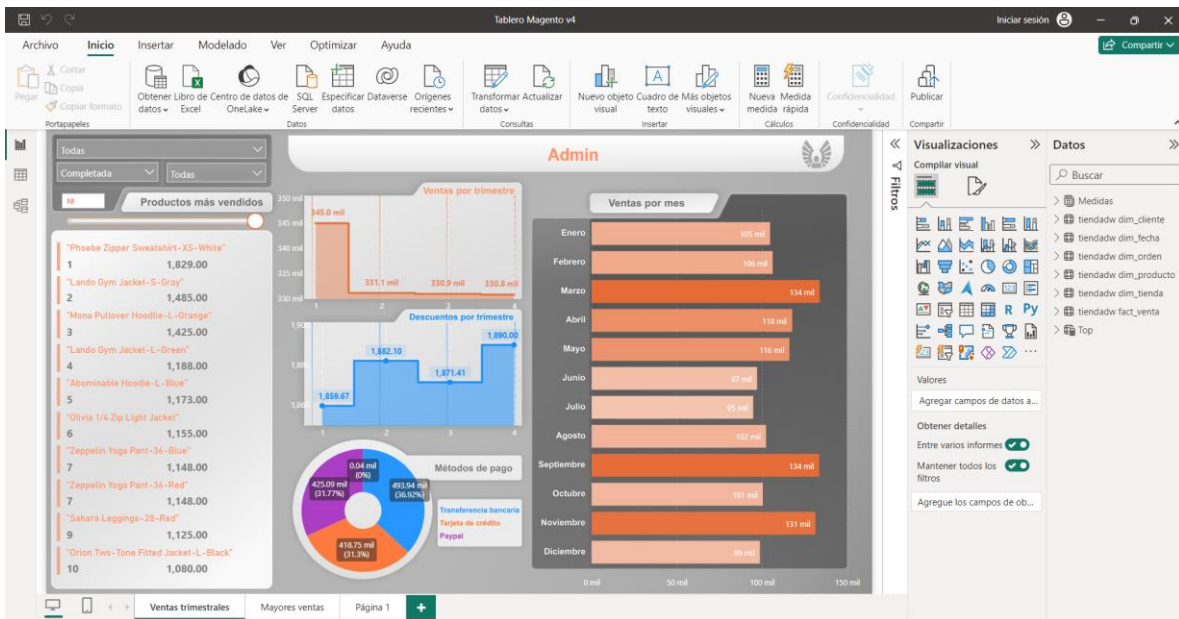 Tablero Magento v4
Iniciar sesión
Archivo Inicio Insertar Modelado Ver Optimizar Ayuda
Compartir
Pegar
Cortar
Copia
Copiar formato
Portapapeles
Obtener datos
Libro de Excel
Centro de datos de OneLake
SQL Server
Especificar datos
Dataverse
Orígenes recientes
Datos
Transformar datos
Actualizar
Consultas
Nuevo objeto visual
Cuadro de texto
Más objetos visuales
Insertar
Nueva medida
Medida rápida
Cálculos
Confidencialidad
Confidencialidad
Publicar
Compartir
Todas
Completada
Todas
Admin
10
Productos más vendidos
"Phoebe Zipper Sweatshirt-XS-White"
1 1,829.00
"Lando Gym Jacket-S-Gray"
2 1,485.00
"Mona Pullover Hoodlie-L-Orange"
3 1,425.00
"Lando Gym Jacket-L-Green"
4 1,188.00
"Abominable Hoodie-L-Blue"
5 1,173.00
"Olivia 1/4 Zip Light Jacket"
6 1,155.00
"Zeppelin Yoga Pant-36-Blue"
7 1,148.00
"Zeppelin Yoga Pant-36-Red"
7 1,148.00
"Sahara Leggings-28-Red"
9 1,125.00
"Orion Two-Tone Fitted Jacket-L-Black"
10 1,080.00
Ventas por trimestre
350 mil
345 mil
340 mil
335 mil
330 mil
345.0 mil
331.1 mil
330.9 mil
330.8 mil
1 2 3 4
Descuentos por trimestre
1,859.67
1,882.10
1,871.41
1,890.00
1 2 3 4
Métodos de pago
0.04 mil
(0%)
425.09 mil
(31.77%)
493.94 mil
(36.92%)
418.75 mil
(31.3%)
Transferencia bancaria
Tarjeta de crédito
Paypal
Ventas por mes
Enero 105 mil
Febrero 106 mil
Marzo 134 mil
Abril 118 mil
Mayo 116 mil
Junio 97 mil
Julio 95 mil
Agosto 102 mil
Septiembre 134 mil
Octubre 101 mil
Noviembre 131 mil
Diciembre 99 mil
0 mil 50 mil 100 mil 150 mil
Filtros
Visualizaciones
Compilar visual
R Py
Valores
Agregar campos de datos a...
Obtener detalles
Entre varios informes
Mantener todos los filtros
Agregue los campos de ob...
Datos
Buscar
Medidas
tiendadw dim_cliente
tiendadw dim_fecha
tiendadw dim_orden
tiendadw dim_producto
tiendadw dim_tienda
tiendadw fact_venta
Top
Ventas trimestrales
Mayores ventas
Página 1